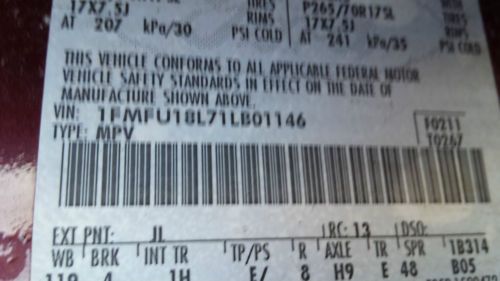 17X7.5J TIRES P265/70R17SL
RIMS 17X7.5J
AT 207 kPa/30 PSI COLD AT 241 kPa/35
THIS VEHICLE CONFORMS TO ALL APPLICABLE FEDERAL MOTOR
VEHICLE SAFETY STANDARDS IN EFFECT ON THE DATE OF
MANUFACTURE SHOWN ABOVE.
VIN: 1FMFU18L71LB01146
TYPE: MPV
T0211
T0267
EXT PNT: JL RC: 13 DSO:
WB BRK INT TR TP/PS R AXLE TR SPR 1B314
119 4 1H E/ 8 H9 E 48 B05